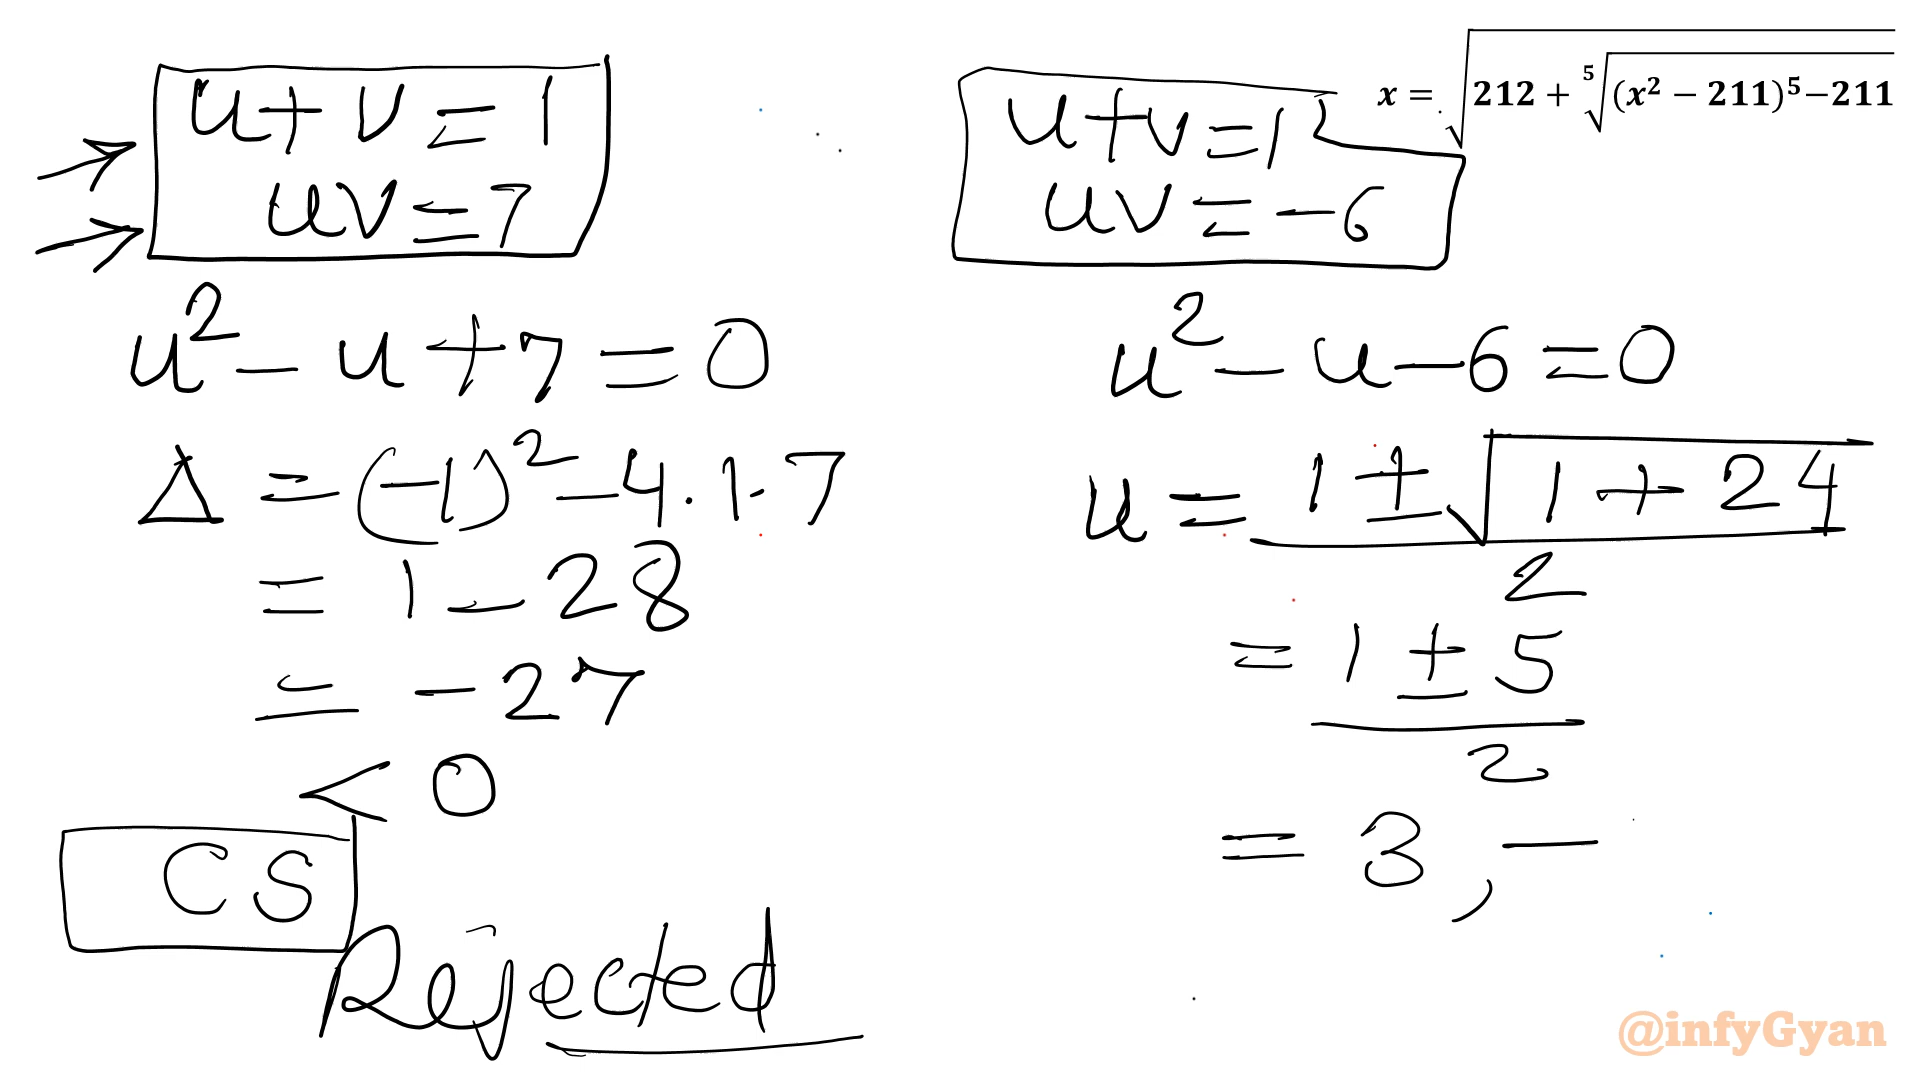 u + v = 1
uv = 7
u² - u + 7 = 0
Δ = (-1)² - 4 · 1 · 7
= 1 - 28
= - 27
< 0
CS
Rejected
x = √(212 + ⁵√((x² − 211)⁵−211))
u + v = 1
uv = - 6
u² - u - 6 = 0
u = (1 ± √(1 + 24)) / 2
= (1 ± 5) / 2
= 3, -
@infyGyan